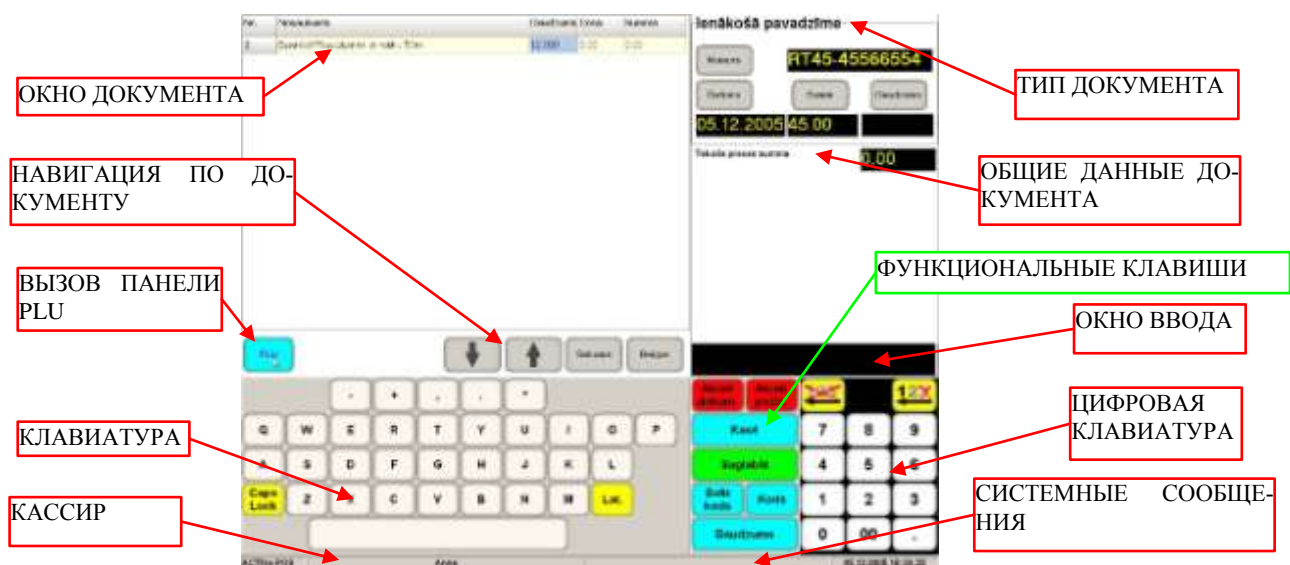 Ienākošā pavadzīme
ОКНО ДОКУМЕНТА
RT45-45566554
ТИП ДОКУМЕНТА
05.12.2005 45.00
0.00
НАВИГАЦИЯ ПО ДО-
КУМЕНТУ
ОБЩИЕ ДАННЫЕ ДО-
КУМЕНТА
ВЫЗОВ ПАНЕЛИ
PLU
ФУНКЦИОНАЛЬНЫЕ КЛАВИШИ
ОКНО ВВОДА
- + . , *
Q W E R T Y U I O P
7 8 9
ЦИФРОВАЯ
КЛАВИАТУРА
КЛАВИАТУРА
A S D F G H J K L
Saglabāt
4 5 6
Caps
Lock
Z X C V B N M Lat.
Kods
1 2 3
КАССИР
Daudzums
0 00 .
СИСТЕМНЫЕ СООБЩЕ-
НИЯ